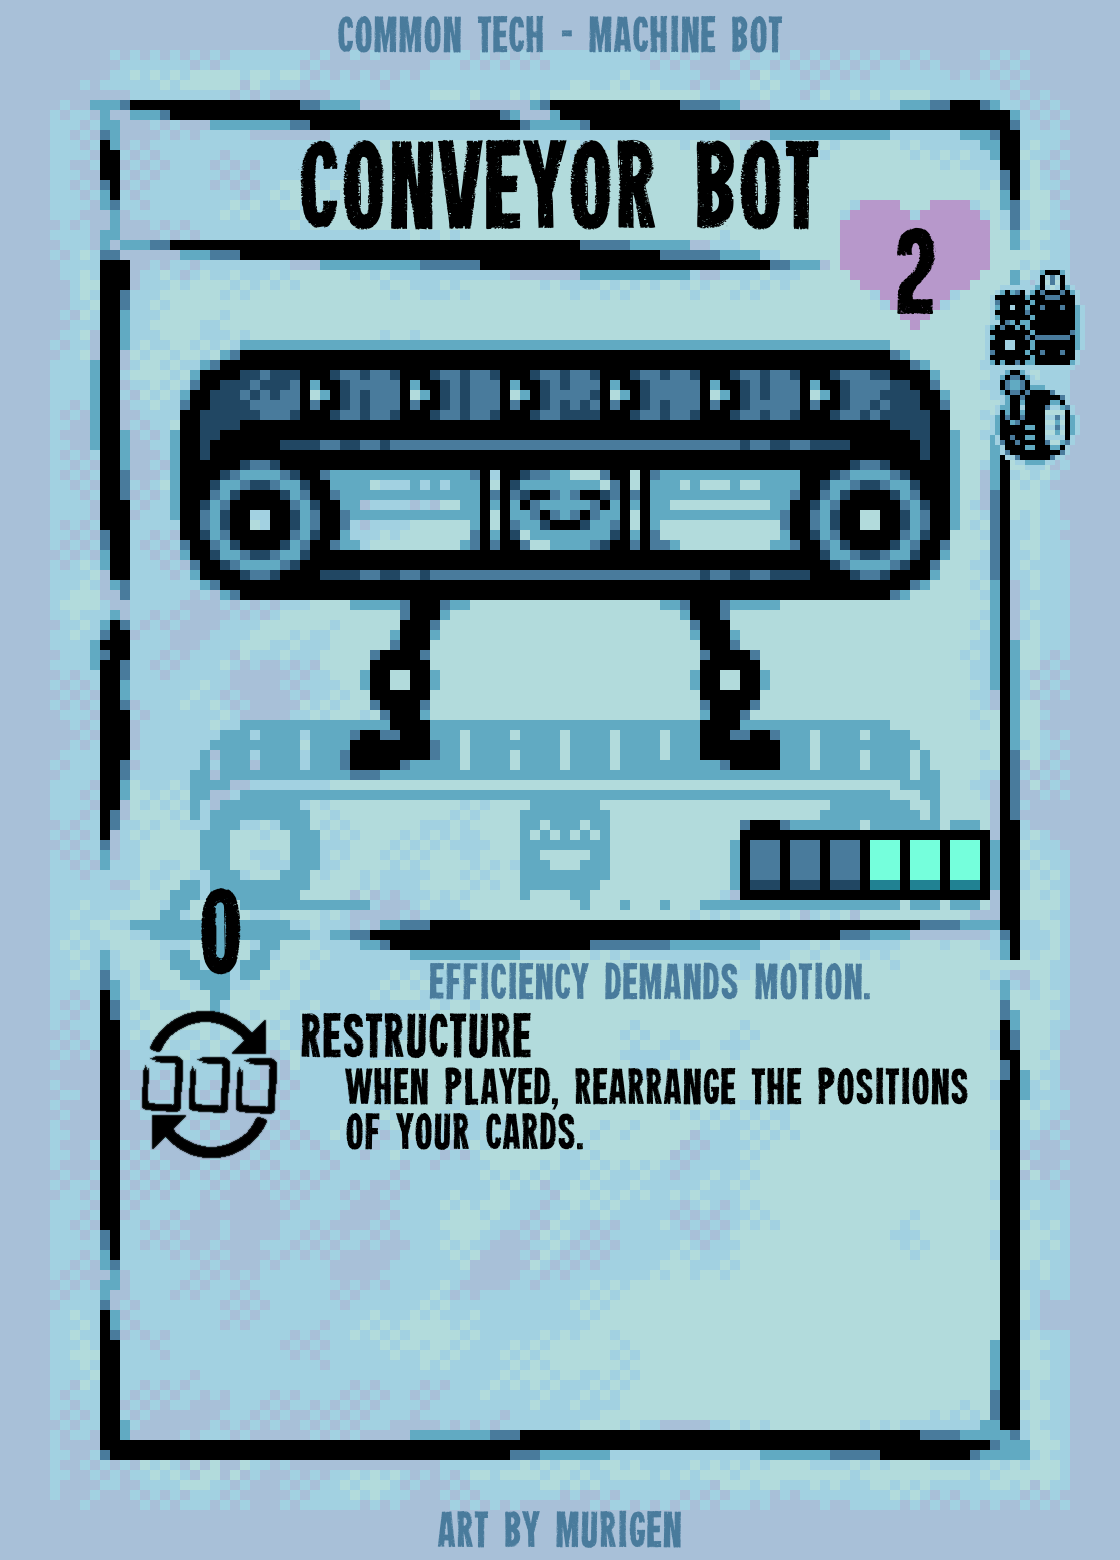 COMMON TECH - MACHINE BOT
CONVEYOR BOT
2
0
EFFICIENCY DEMANDS MOTION.
RESTRUCTURE
WHEN PLAYED, REARRANGE THE POSITIONS
OF YOUR CARDS.
ART BY MURIGEN